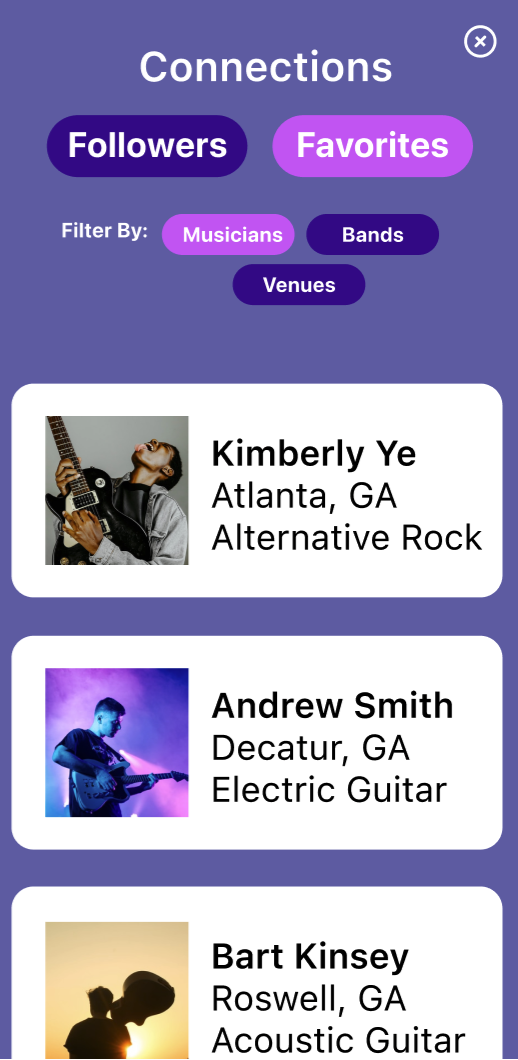 Connections
Followers
Favorites
Filter By:
Musicians
Bands
Venues
Kimberly Ye
Atlanta, GA
Alternative Rock
Andrew Smith
Decatur, GA
Electric Guitar
Bart Kinsey
Roswell, GA
Acoustic Guitar